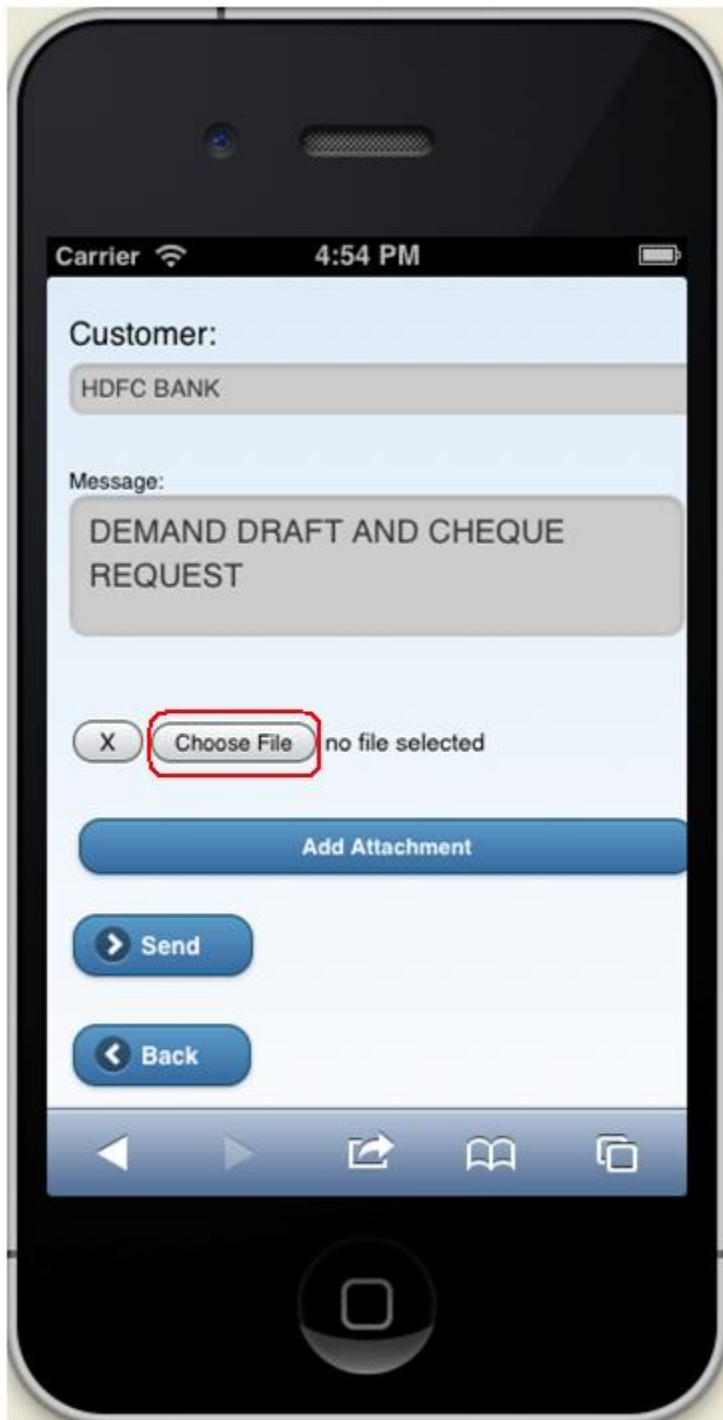 Carrier 4:54 PM
Customer:
HDFC BANK
Message:
DEMAND DRAFT AND CHEQUE
REQUEST
X Choose File no file selected
Add Attachment
Send
Back